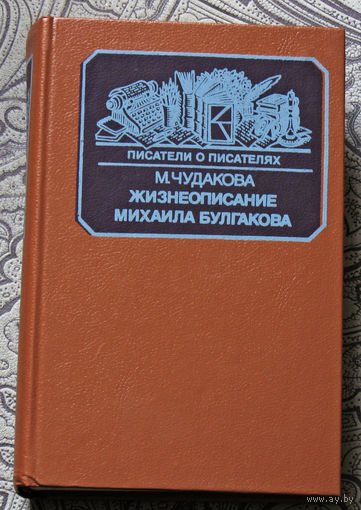 ПИСАТЕЛИ О ПИСАТЕЛЯХ
М.ЧУДАКОВА
ЖИЗНЕОПИСАНИЕ
МИХАИЛА БУЛГАКОВА
www.ay.by